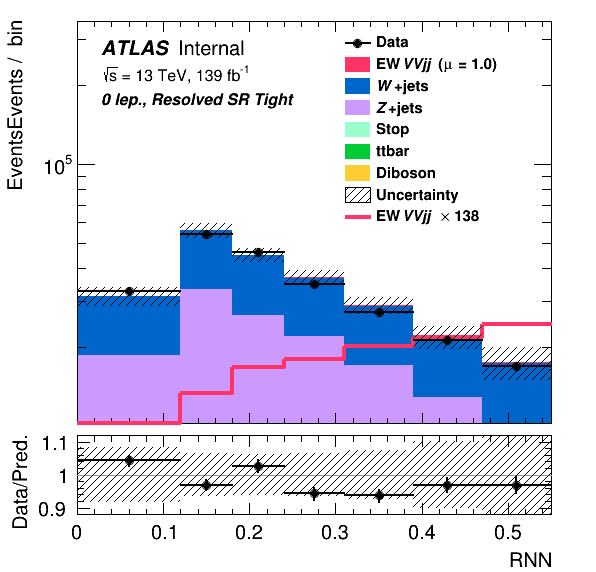 EventsEvents / bin
ATLAS Internal
√s = 13 TeV, 139 fb⁻¹
0 lep., Resolved SR Tight
Data
EW VVjj (μ = 1.0)
W+jets
Z+jets
Stop
ttbar
Diboson
Uncertainty
EW VVjj × 138
10⁵
Data/Pred.
1.1
1
0.9
0 0.1 0.2 0.3 0.4 0.5
RNN